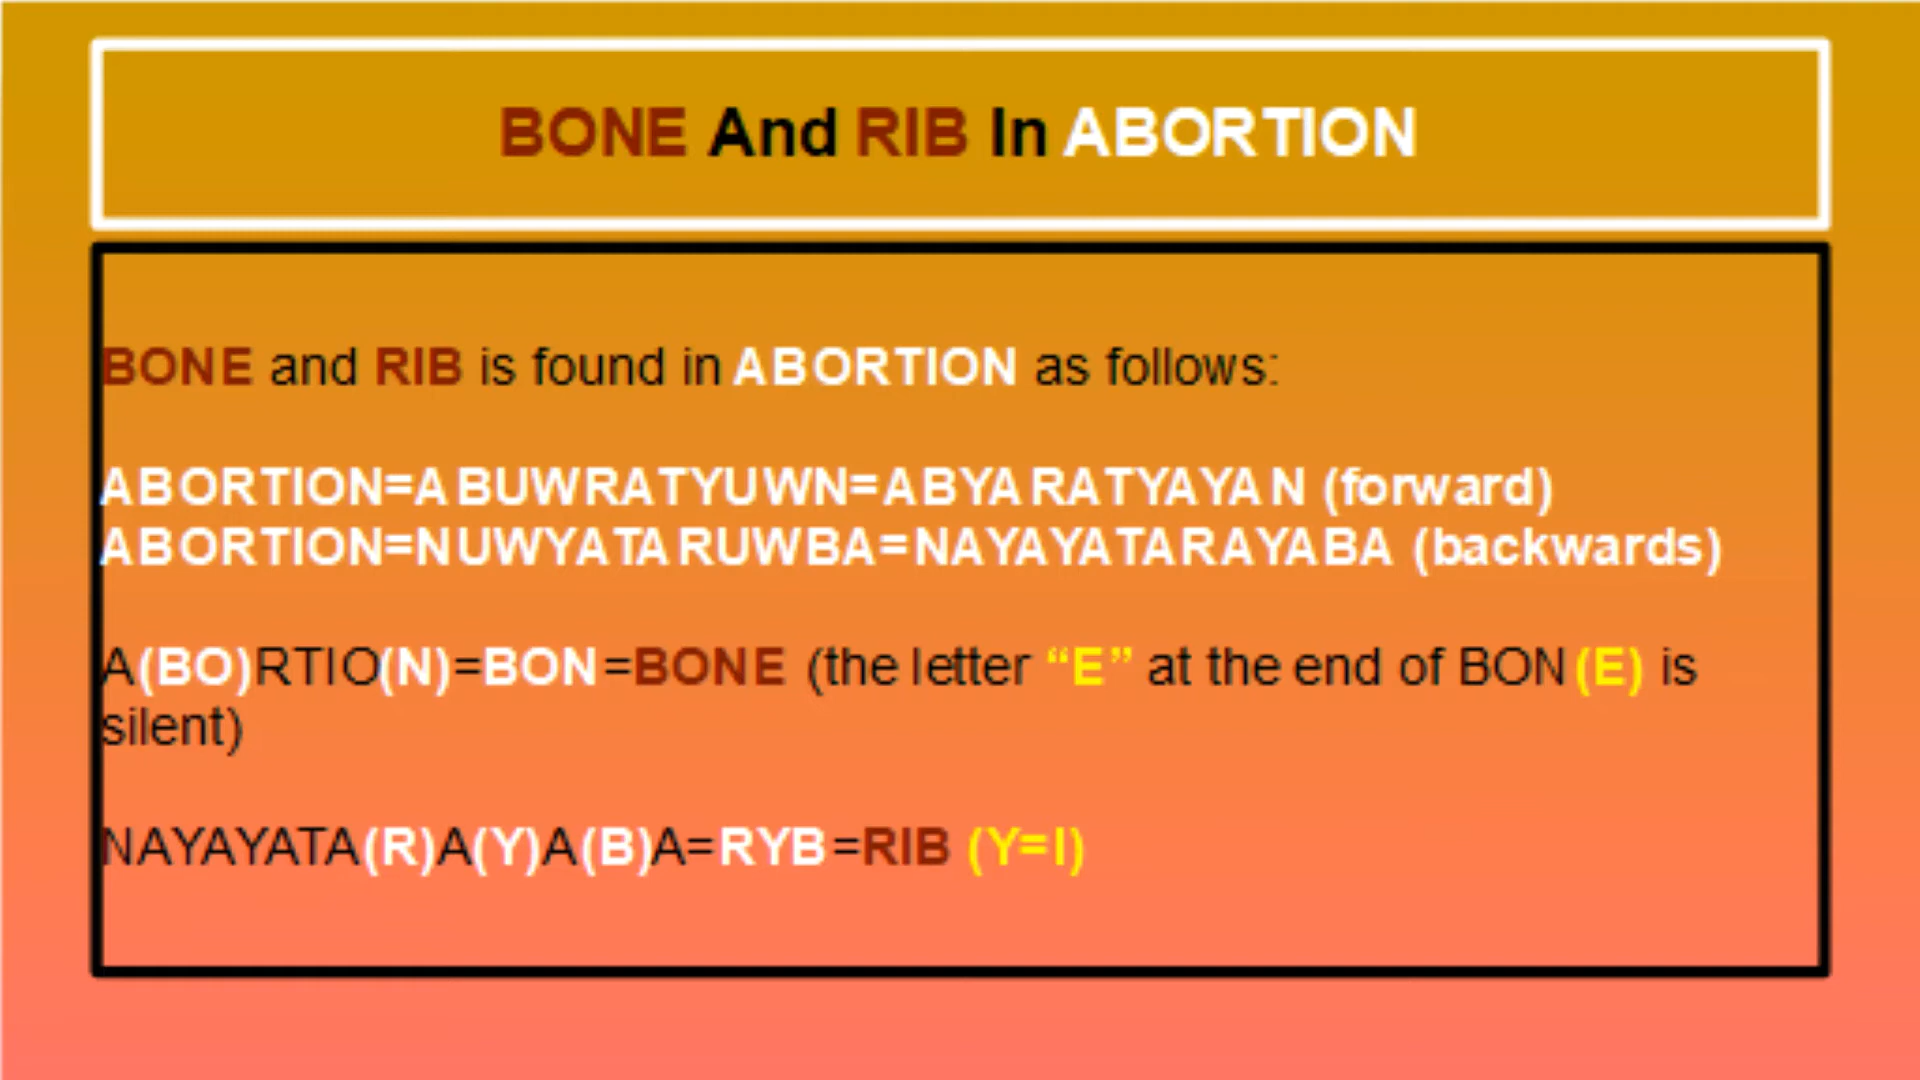 BONE And RIB In ABORTION
BONE and RIB is found in ABORTION as follows:
ABORTION=ABUWRATYUWN=ABYARATYAYAN (forward)
ABORTION=NUWYATARUWBA=NAYAYATARAYABA (backwards)
A(BO)RTIO(N)=BON=BONE (the letter “E” at the end of BON(E) is
silent)
NAYAYATA(R)A(Y)A(B)A=RYB=RIB (Y=I)